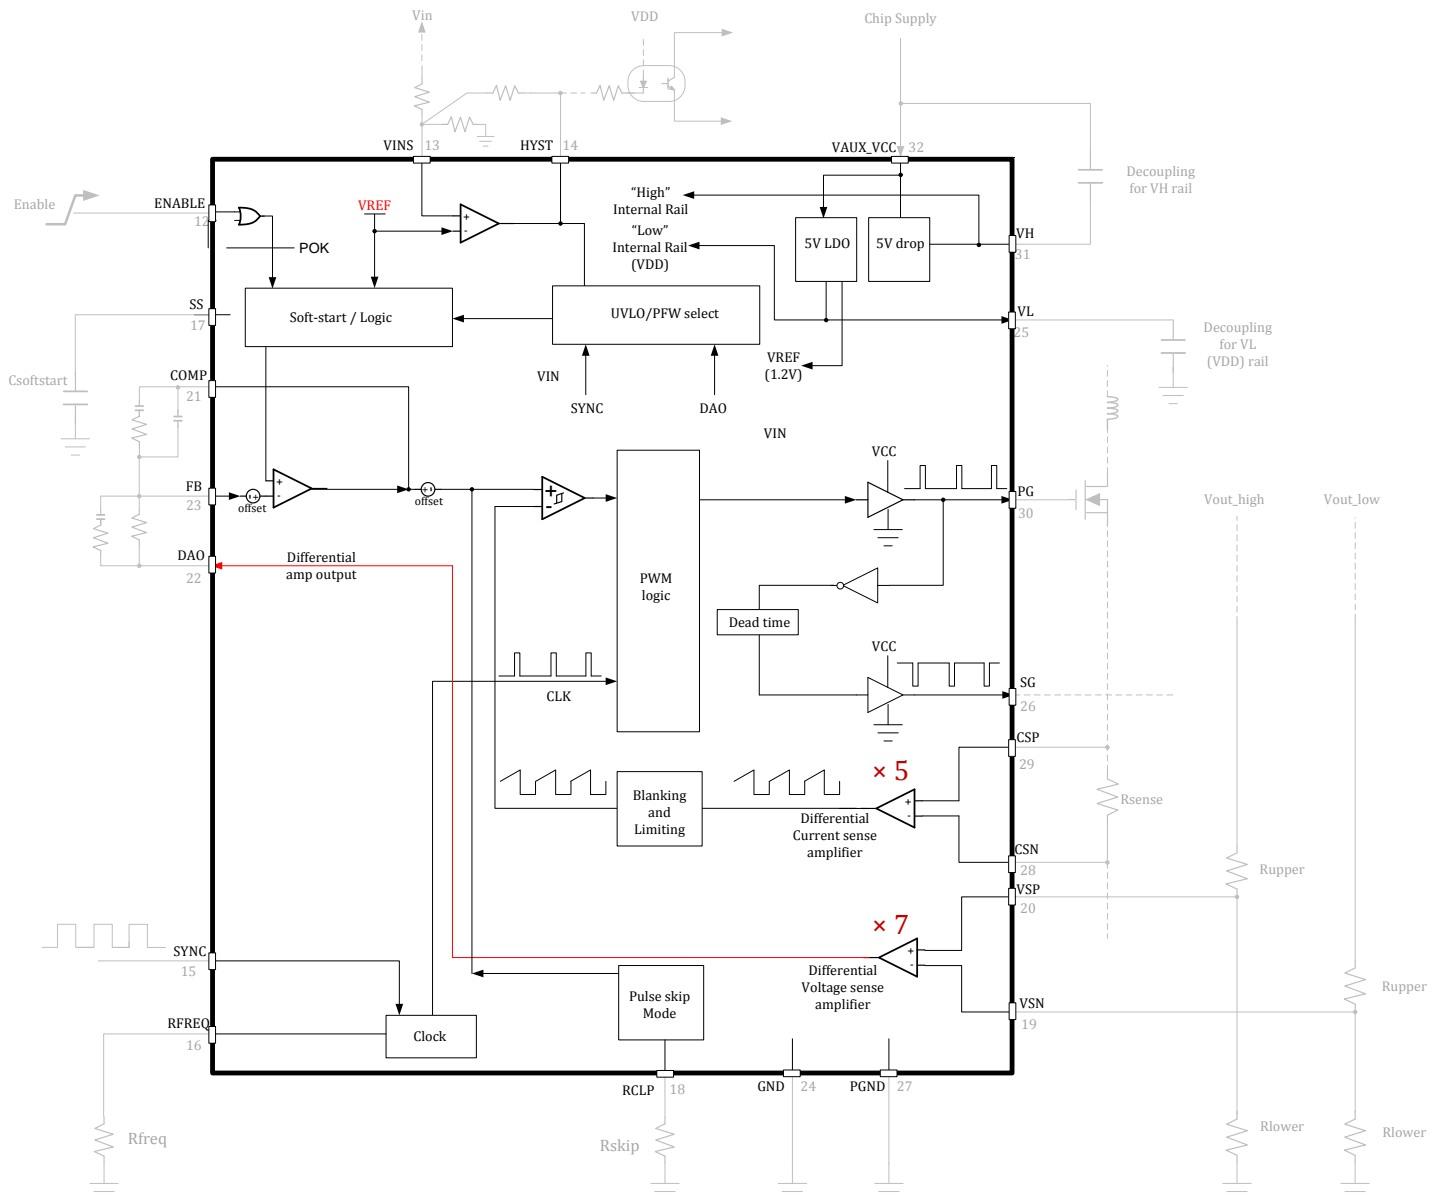 Vin
VDD
Chip Supply
VINS
13
HYST
14
VAUX_VCC
32
Decoupling
for VH rail
Enable
ENABLE
12
VREF
"High"
Internal Rail
"Low"
Internal Rail
(VDD)
5V LDO
5V drop
VH
31
POK
+
-
SS
17
Soft-start / Logic
UVLO/PFW select
VL
25
Decoupling
for VL
(VDD) rail
VREF
(1.2V)
VIN
SYNC
DAO
COMP
21
Csoftstart
VIN
VCC
FB
23
offset
+
-
offset
+
-
PG
30
Vout_high
Vout_low
DAO
22
Differential
amp output
PWM
logic
Dead time
CLK
VCC
SG
26
CSP
29
× 5
Blanking
and
Limiting
+
-
Differential
Current sense
amplifier
Rsense
CSN
28
Rupper
VSP
20
× 7
+
-
SYNC
15
Differential
Voltage sense
amplifier
Pulse skip
Mode
VSN
19
Rupper
RFREQ
16
Clock
RCLP
18
GND
24
PGND
27
Rfreq
Rskip
Rlower
Rlower